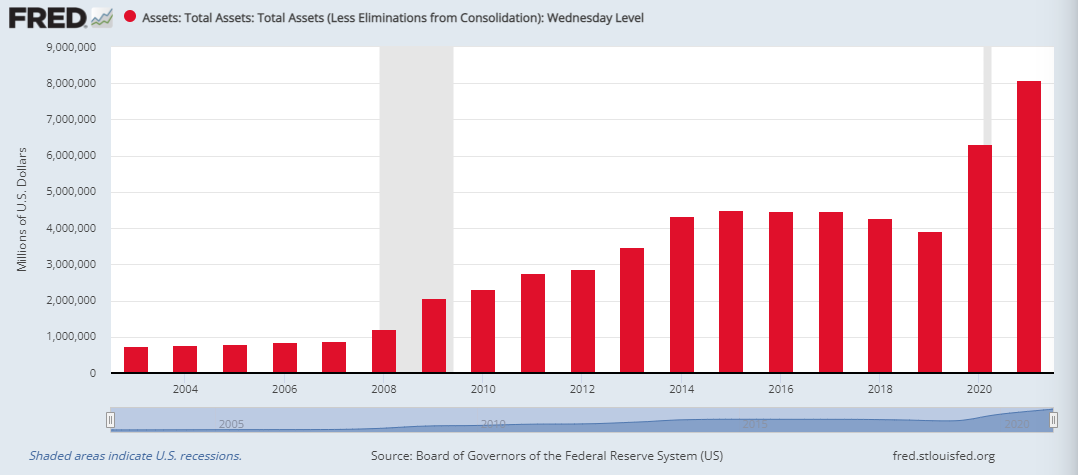 FRED Assets: Total Assets: Total Assets (Less Eliminations from Consolidation): Wednesday Level
9,000,000
8,000,000
7,000,000
6,000,000
5,000,000
4,000,000
3,000,000
2,000,000
1,000,000
0
Millions of U.S. Dollars
2004 2006 2008 2010 2012 2014 2016 2018 2020
2005 2010 2015 2020
Shaded areas indicate U.S. recessions. Source: Board of Governors of the Federal Reserve System (US) fred.stlouisfed.org